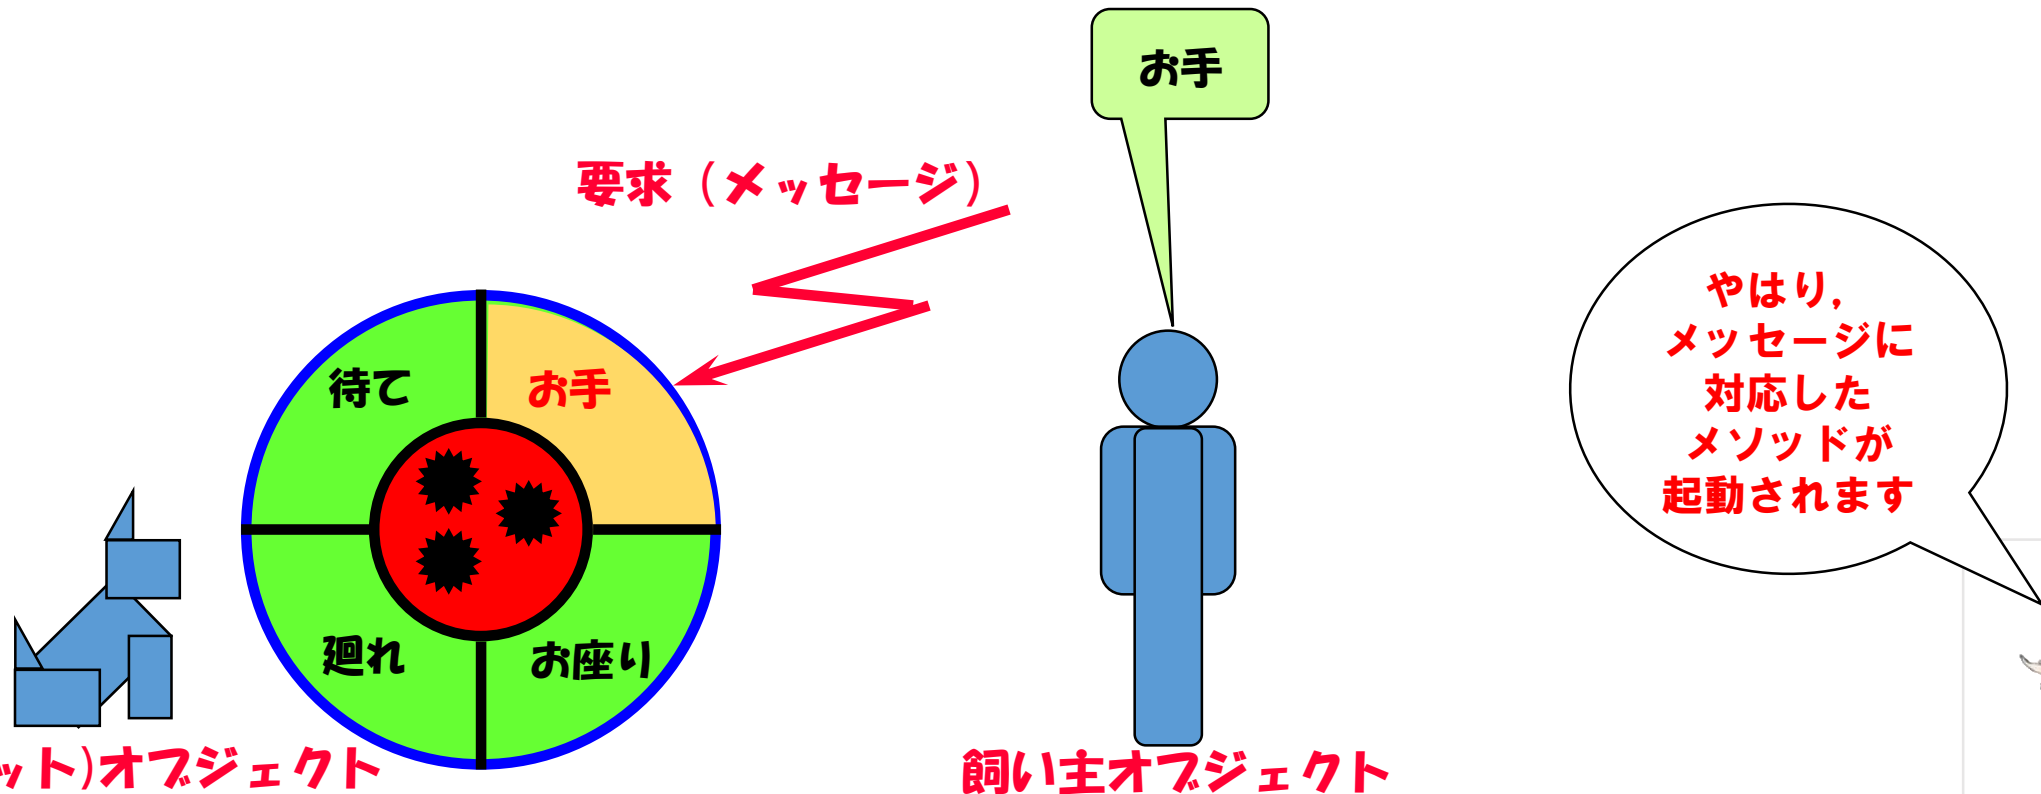 お手
要求（メッセージ）
やはり，
メッセージに
対応した
メソッドが
起動されます
待て
お手
廻れ
お座り
ット)オブジェクト
飼い主オブジェクト